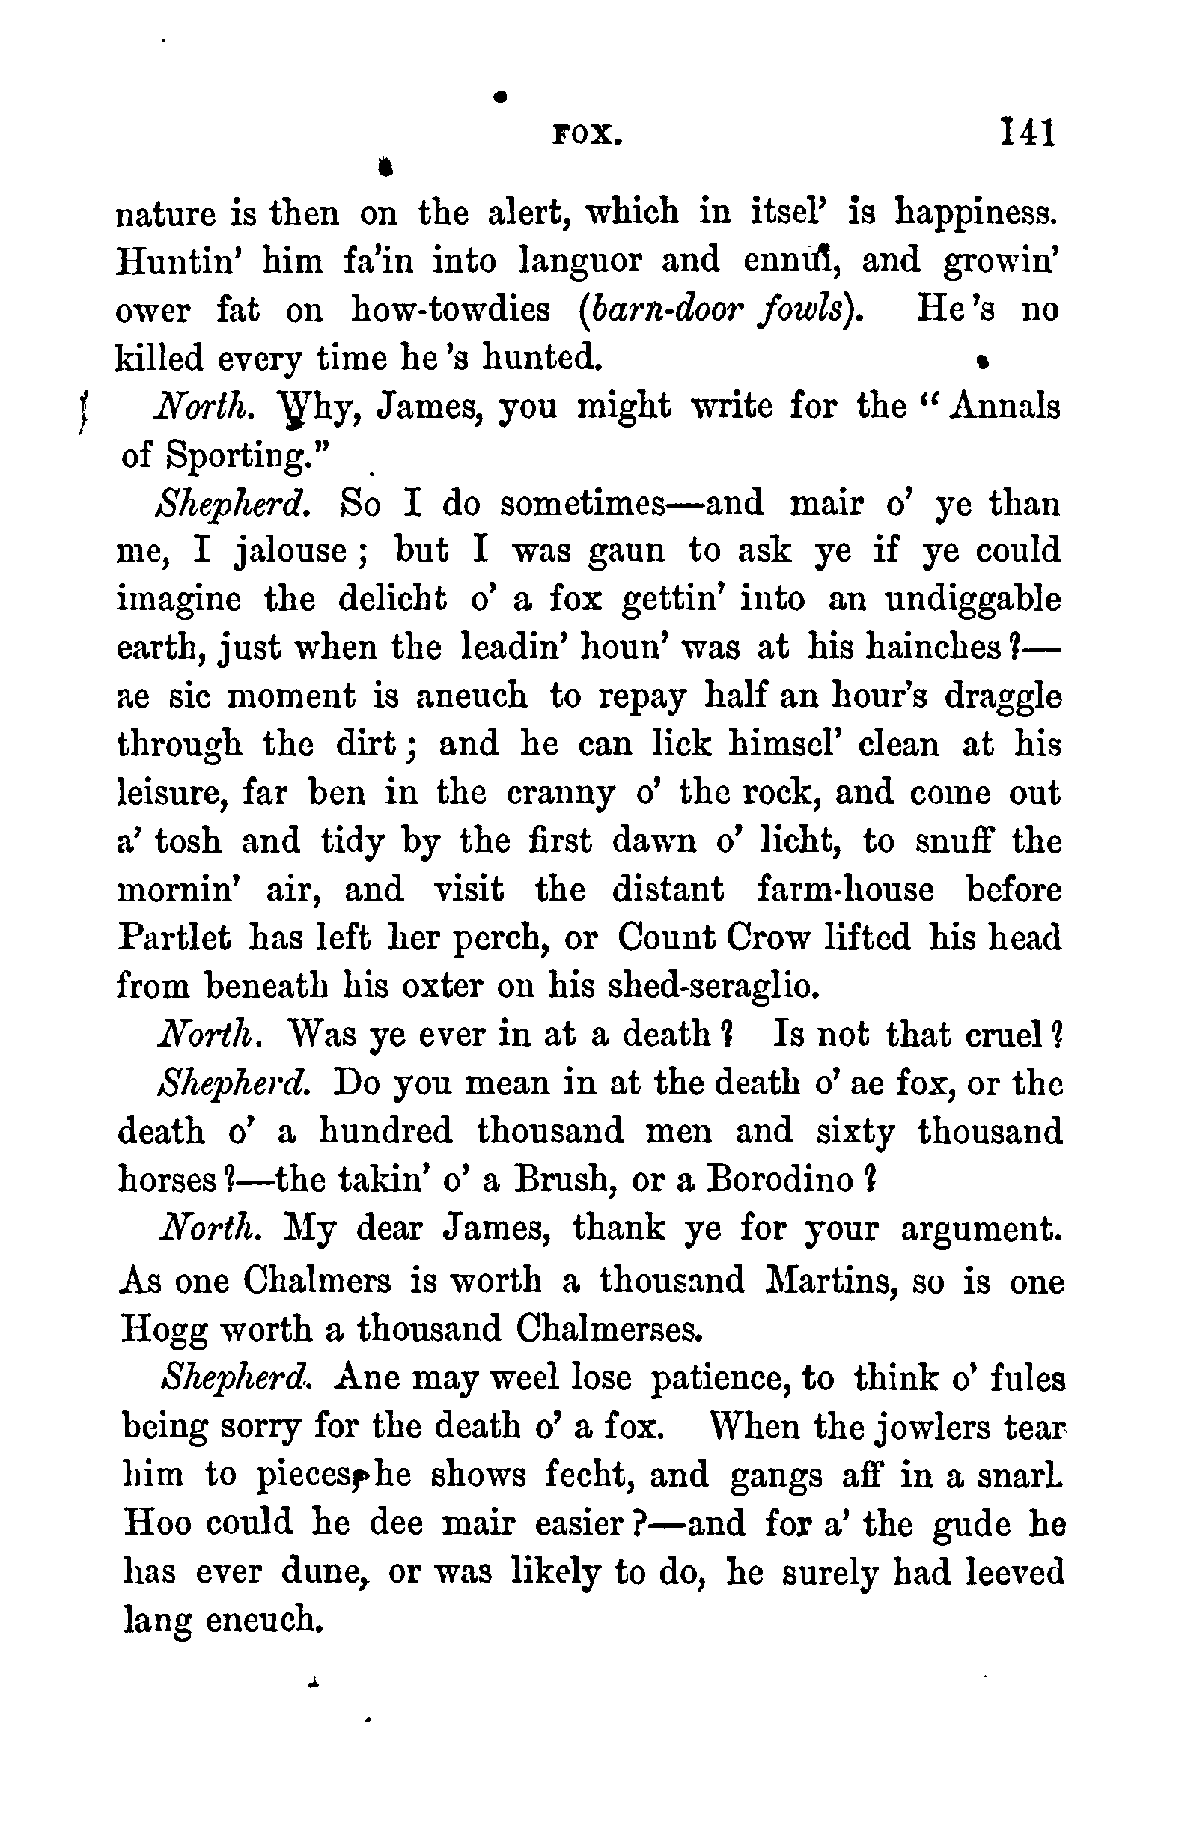 FOX. 141
nature is then on the alert, which in itsel' is happiness.
Huntin' him fa'in into languor and ennui, and growin'
ower fat on how-towdies (barn-door fowls). He's no
killed every time he's hunted.
North. Why, James, you might write for the "Annals
of Sporting."
Shepherd. So I do sometimes—and mair o' ye than
me, I jalouse; but I was gaun to ask ye if ye could
imagine the delicht o' a fox gettin' into an undiggable
earth, just when the leadin' houn' was at his hainches?—
ae sic moment is aneuch to repay half an hour's draggle
through the dirt; and he can lick himsel' clean at his
leisure, far ben in the cranny o' the rock, and come out
a' tosh and tidy by the first dawn o' licht, to snuff the
mornin' air, and visit the distant farm-house before
Partlet has left her perch, or Count Crow lifted his head
from beneath his oxter on his shed-seraglio.
North. Was ye ever in at a death? Is not that cruel?
Shepherd. Do you mean in at the death o' ae fox, or the
death o' a hundred thousand men and sixty thousand
horses?—the takin' o' a Brush, or a Borodino?
North. My dear James, thank ye for your argument.
As one Chalmers is worth a thousand Martins, so is one
Hogg worth a thousand Chalmerses.
Shepherd. Ane may weel lose patience, to think o' fules
being sorry for the death o' a fox. When the jowlers tear
him to pieces, he shows fecht, and gangs aff in a snarl.
Hoo could he dee mair easier?—and for a' the gude he
has ever dune, or was likely to do, he surely had leeved
lang eneuch.